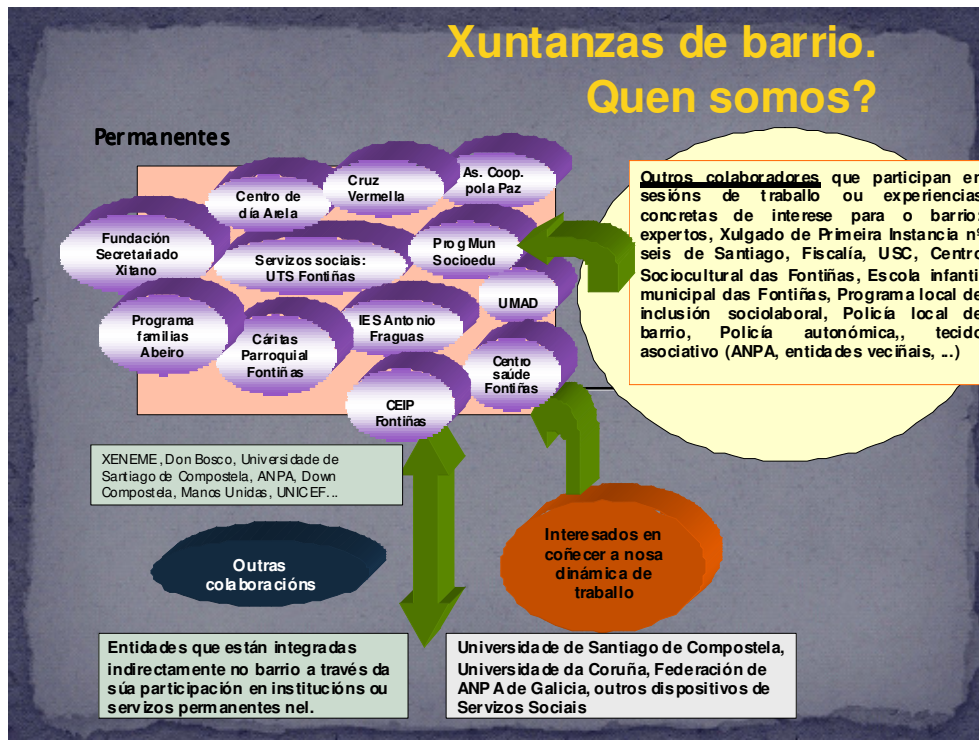 Xuntanzas de barrio.
Quen somos?
Permanentes
Centro de
día Arela
Cruz
Vermella
As. Coop.
pola Paz
Fundación
Secretariado
Xitano
Servizos sociais:
UTS Fontiñas
Prog Mun
Socioedu
UMAD
Programa
familias
Abeiro
Cáritas
Parroquial
Fontiñas
IES Antonio
Fraguas
Centro
saúde
Fontiñas
CEIP
Fontiñas
Outros colaboradores que participan en
sesións de traballo ou experiencias
concretas de interese para o barrio:
expertos, Xulgado de Primeira Instancia nº
seis de Santiago, Fiscalía, USC, Centro
Sociocultural das Fontiñas, Escola infantil
municipal das Fontiñas, Programa local de
inclusión sociolaboral, Policía local de
barrio, Policía autonómica,, tecido
asociativo (ANPA, entidades veciñais, ...)
XENEME, Don Bosco, Universidade de
Santiago de Compostela, ANPA, Down
Compostela, Manos Unidas, UNICEF...
Outras
colaboracións
Interesados en
coñecer a nosa
dinámica de
traballo
Entidades que están integradas
indirectamente no barrio a través da
súa participación en institucións ou
servizos permanentes nel.
Universidade de Santiago de Compostela,
Universidade da Coruña, Federación de
ANPA de Galicia, outros dispositivos de
Servizos Sociais